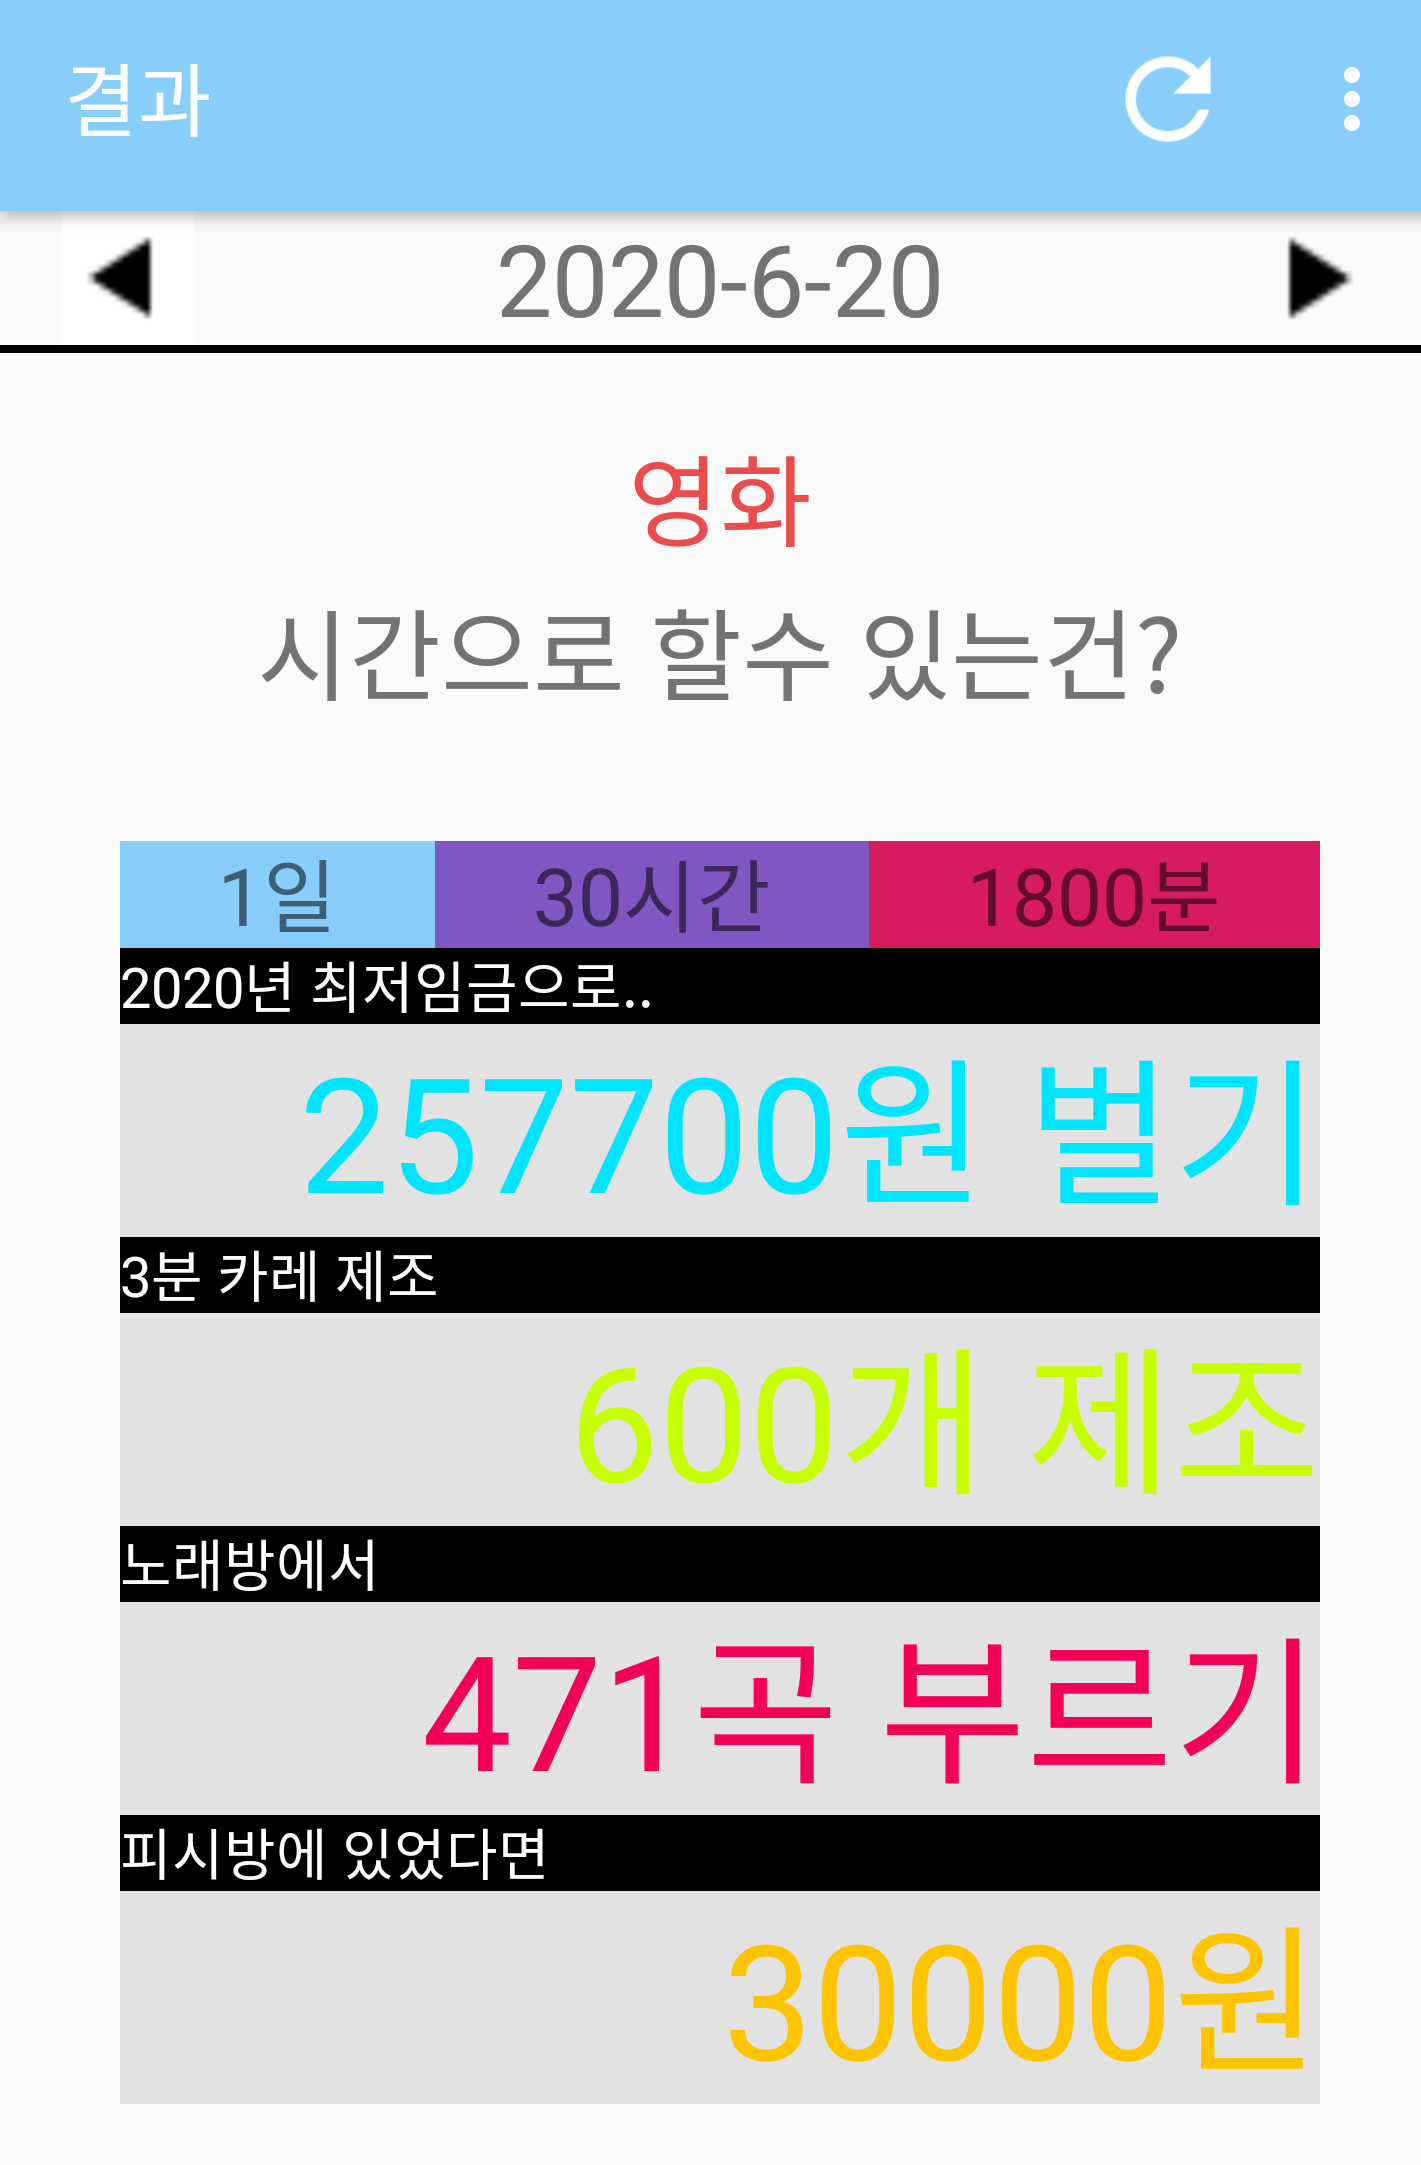 결과
2020-6-20
영화
시간으로 할수 있는건?
1일 30시간 1800분
2020년 최저임금으로..
257700원 벌기
3분 카레 제조
600개 제조
노래방에서
471곡 부르기
피시방에 있었다면
30000원